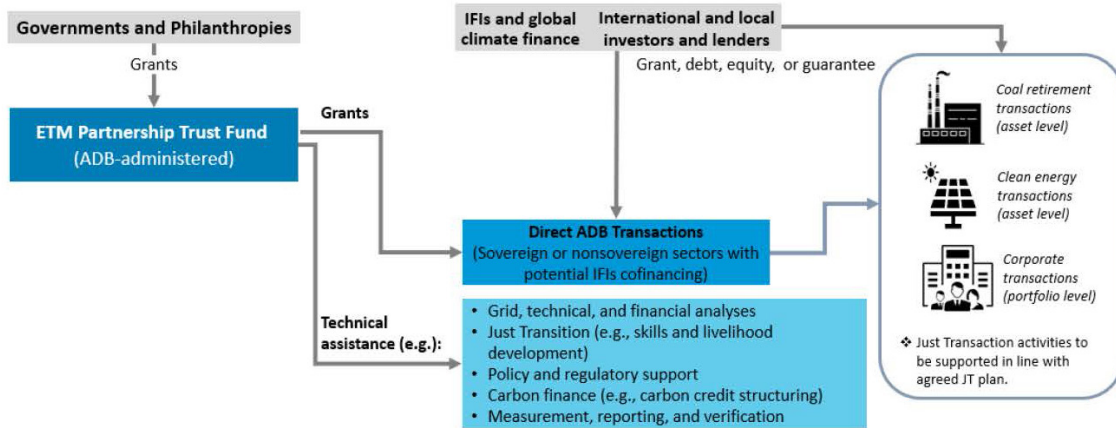 Governments and Philanthropies
Grants
ETM Partnership Trust Fund
(ADB-administered)
IFIs and global
climate finance
International and local
investors and lenders
Grant, debt, equity, or guarantee
Grants
Direct ADB Transactions
(Sovereign or nonsovereign sectors with
potential IFIs cofinancing)
Technical
assistance (e.g.):
• Grid, technical, and financial analyses
• Just Transition (e.g., skills and livelihood
development)
• Policy and regulatory support
• Carbon finance (e.g., carbon credit structuring)
• Measurement, reporting, and verification
Coal retirement
transactions
(asset level)
Clean energy
transactions
(asset level)
Corporate
transactions
(portfolio level)
❖ Just Transaction activities to
be supported in line with
agreed JT plan.